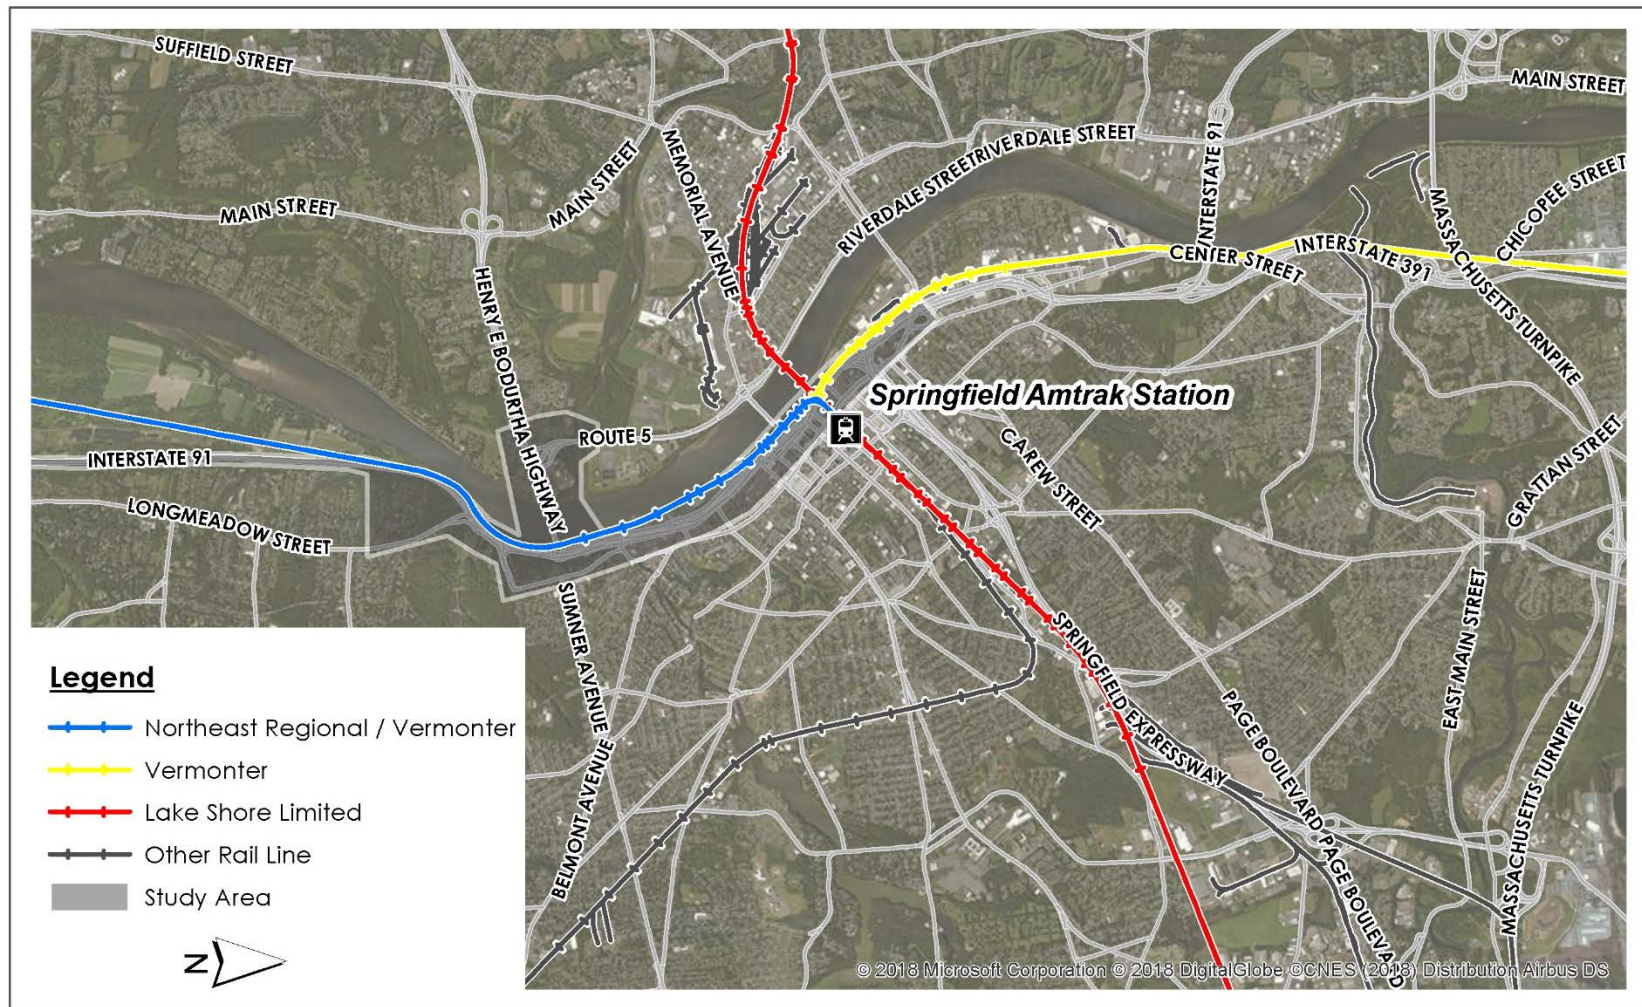 SUFFIELD STREET
MAIN STREET
MEMORIAL AVENUE
MAIN STREET
MAIN STREET
RIVERDALE STREET
RIVERDALE STREET
INTERSTATE 91
MASSACHUSETTS TURNPIKE
CHICOPEE STREET
CENTER STREET
INTERSTATE 391
HENRY E BODURTHA HIGHWAY
Springfield Amtrak Station
ROUTE 5
INTERSTATE 91
LONGMEADOW STREET
CAREW STREET
GRATTAN STREET
SUMNER AVENUE
EAST MAIN STREET
SPRINGFIELD EXPRESSWAY
PAGE BOULEVARD
PAGE BOULEVARD
MASSACHUSETTS TURNPIKE
BELMONT AVENUE
Legend
Northeast Regional / Vermonter
Vermonter
Lake Shore Limited
Other Rail Line
Study Area
N
© 2018 Microsoft Corporation © 2018 DigitalGlobe ©CNES (2018) Distribution Airbus DS